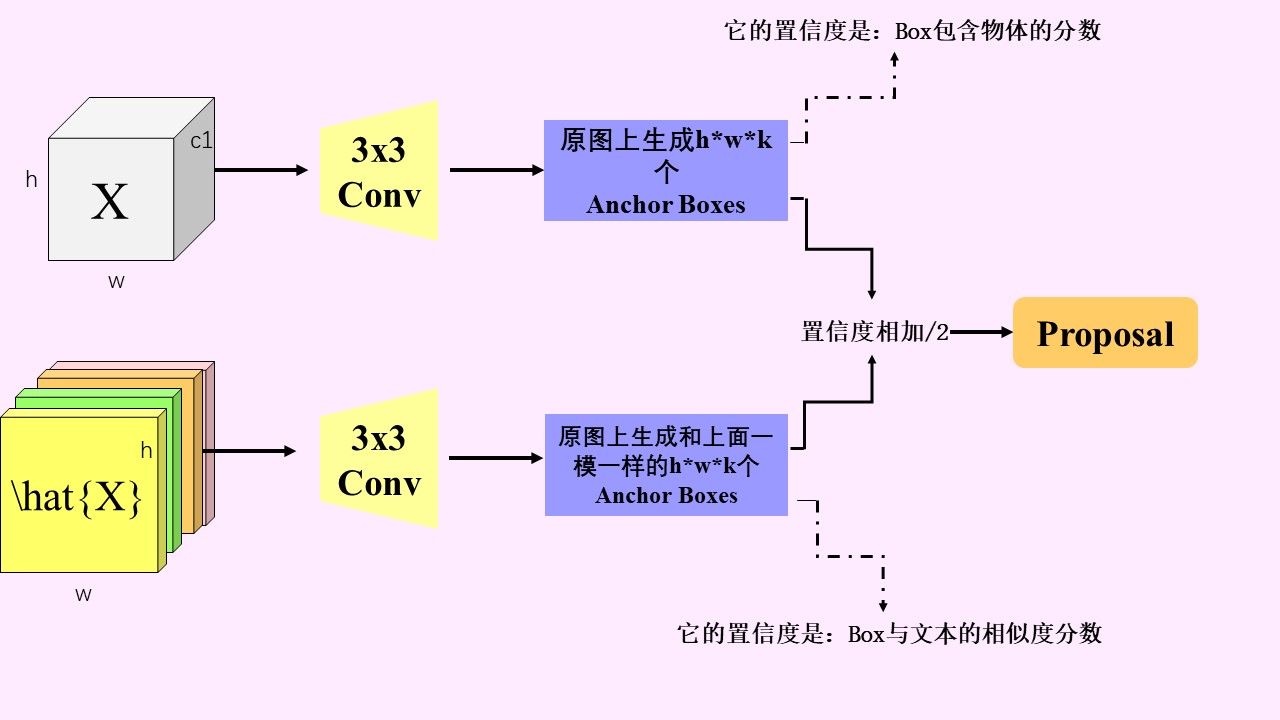 它的置信度是：Box包含物体的分数
c1
h
X
w
3x3
Conv
原图上生成h*w*k
个
Anchor Boxes
置信度相加/2
Proposal
h
\hat{X}
w
3x3
Conv
原图上生成和上面一
模一样的h*w*k个
Anchor Boxes
它的置信度是：Box与文本的相似度分数